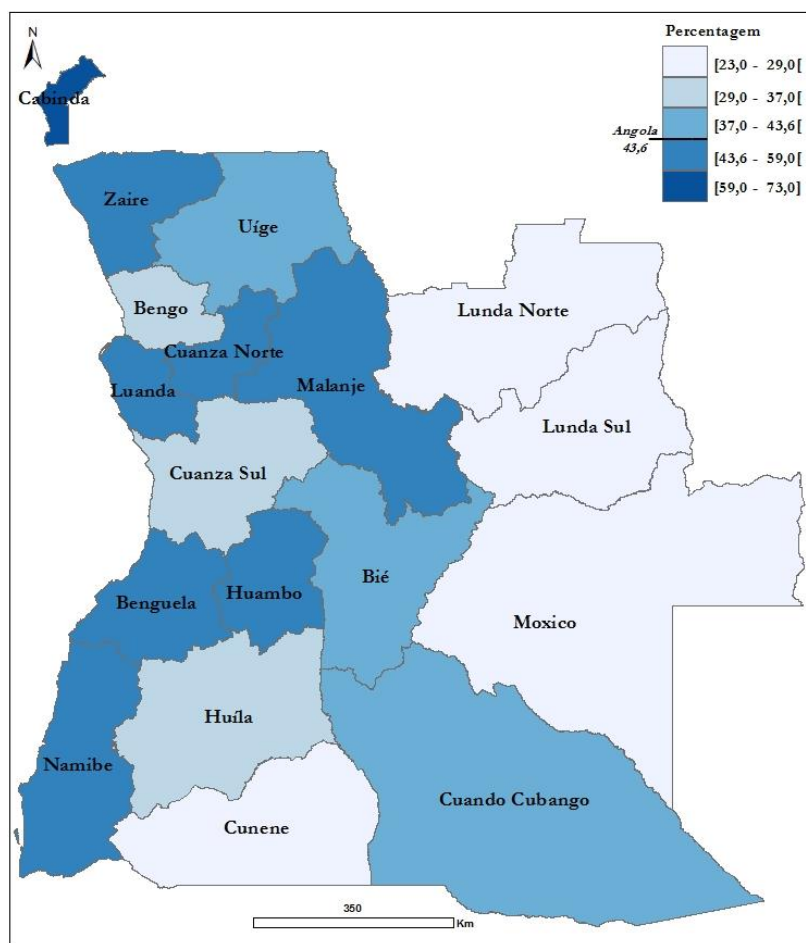 Percentagem
[23,0 - 29,0[
[29,0 - 37,0[
[37,0 - 43,6[
Angola
43,6
[43,6 - 59,0[
[59,0 - 73,0]
N
Cabinda
Zaire
Uíge
Bengo
Lunda Norte
Cuanza Norte
Luanda
Malanje
Lunda Sul
Cuanza Sul
Bié
Huambo
Benguela
Moxico
Huíla
Namibe
Cuando Cubango
Cunene
350
Km